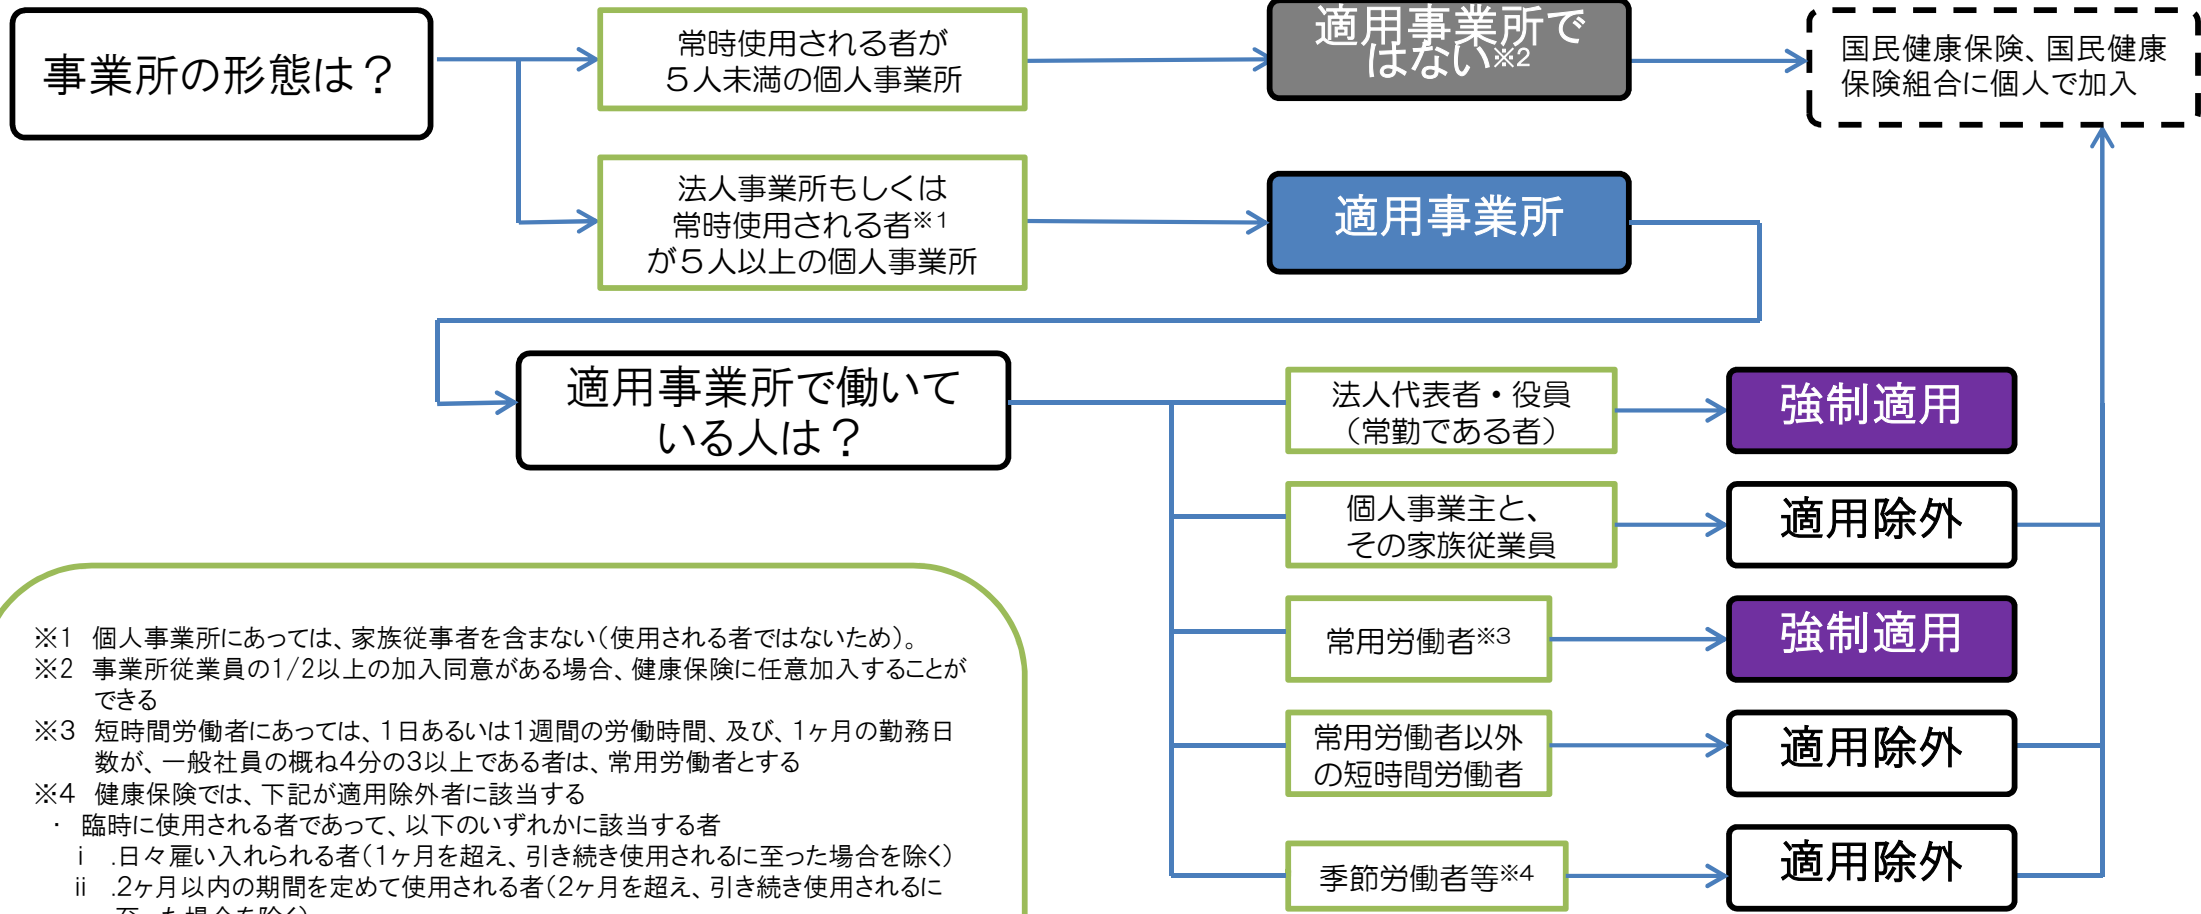 事業所の形態は？
常時使用される者が
５人未満の個人事業所
適用事業所で
はない※2
国民健康保険、国民健康
保険組合に個人で加入
法人事業所もしくは
常時使用される者※1
が５人以上の個人事業所
適用事業所
適用事業所で働いて
いる人は？
法人代表者・役員
（常勤である者）
強制適用
個人事業主と、
その家族従業員
適用除外
常用労働者※3
強制適用
常用労働者以外
の短時間労働者
適用除外
季節労働者等※4
適用除外
※1　個人事業所にあっては、家族従事者を含まない（使用される者ではないため）。
※2　事業所従業員の1/2以上の加入同意がある場合、健康保険に任意加入することが
できる
※3　短時間労働者にあっては、1日あるいは1週間の労働時間、及び、1ヶ月の勤務日
数が、一般社員の概ね4分の3以上である者は、常用労働者とする
※4　健康保険では、下記が適用除外者に該当する
・ 臨時に使用される者であって、以下のいずれかに該当する者
ⅰ .日々雇い入れられる者（1ヶ月を超え、引き続き使用されるに至った場合を除く）
ⅱ .2ヶ月以内の期間を定めて使用される者（2ヶ月を超え、引き続き使用されるに
至った場合を除く）